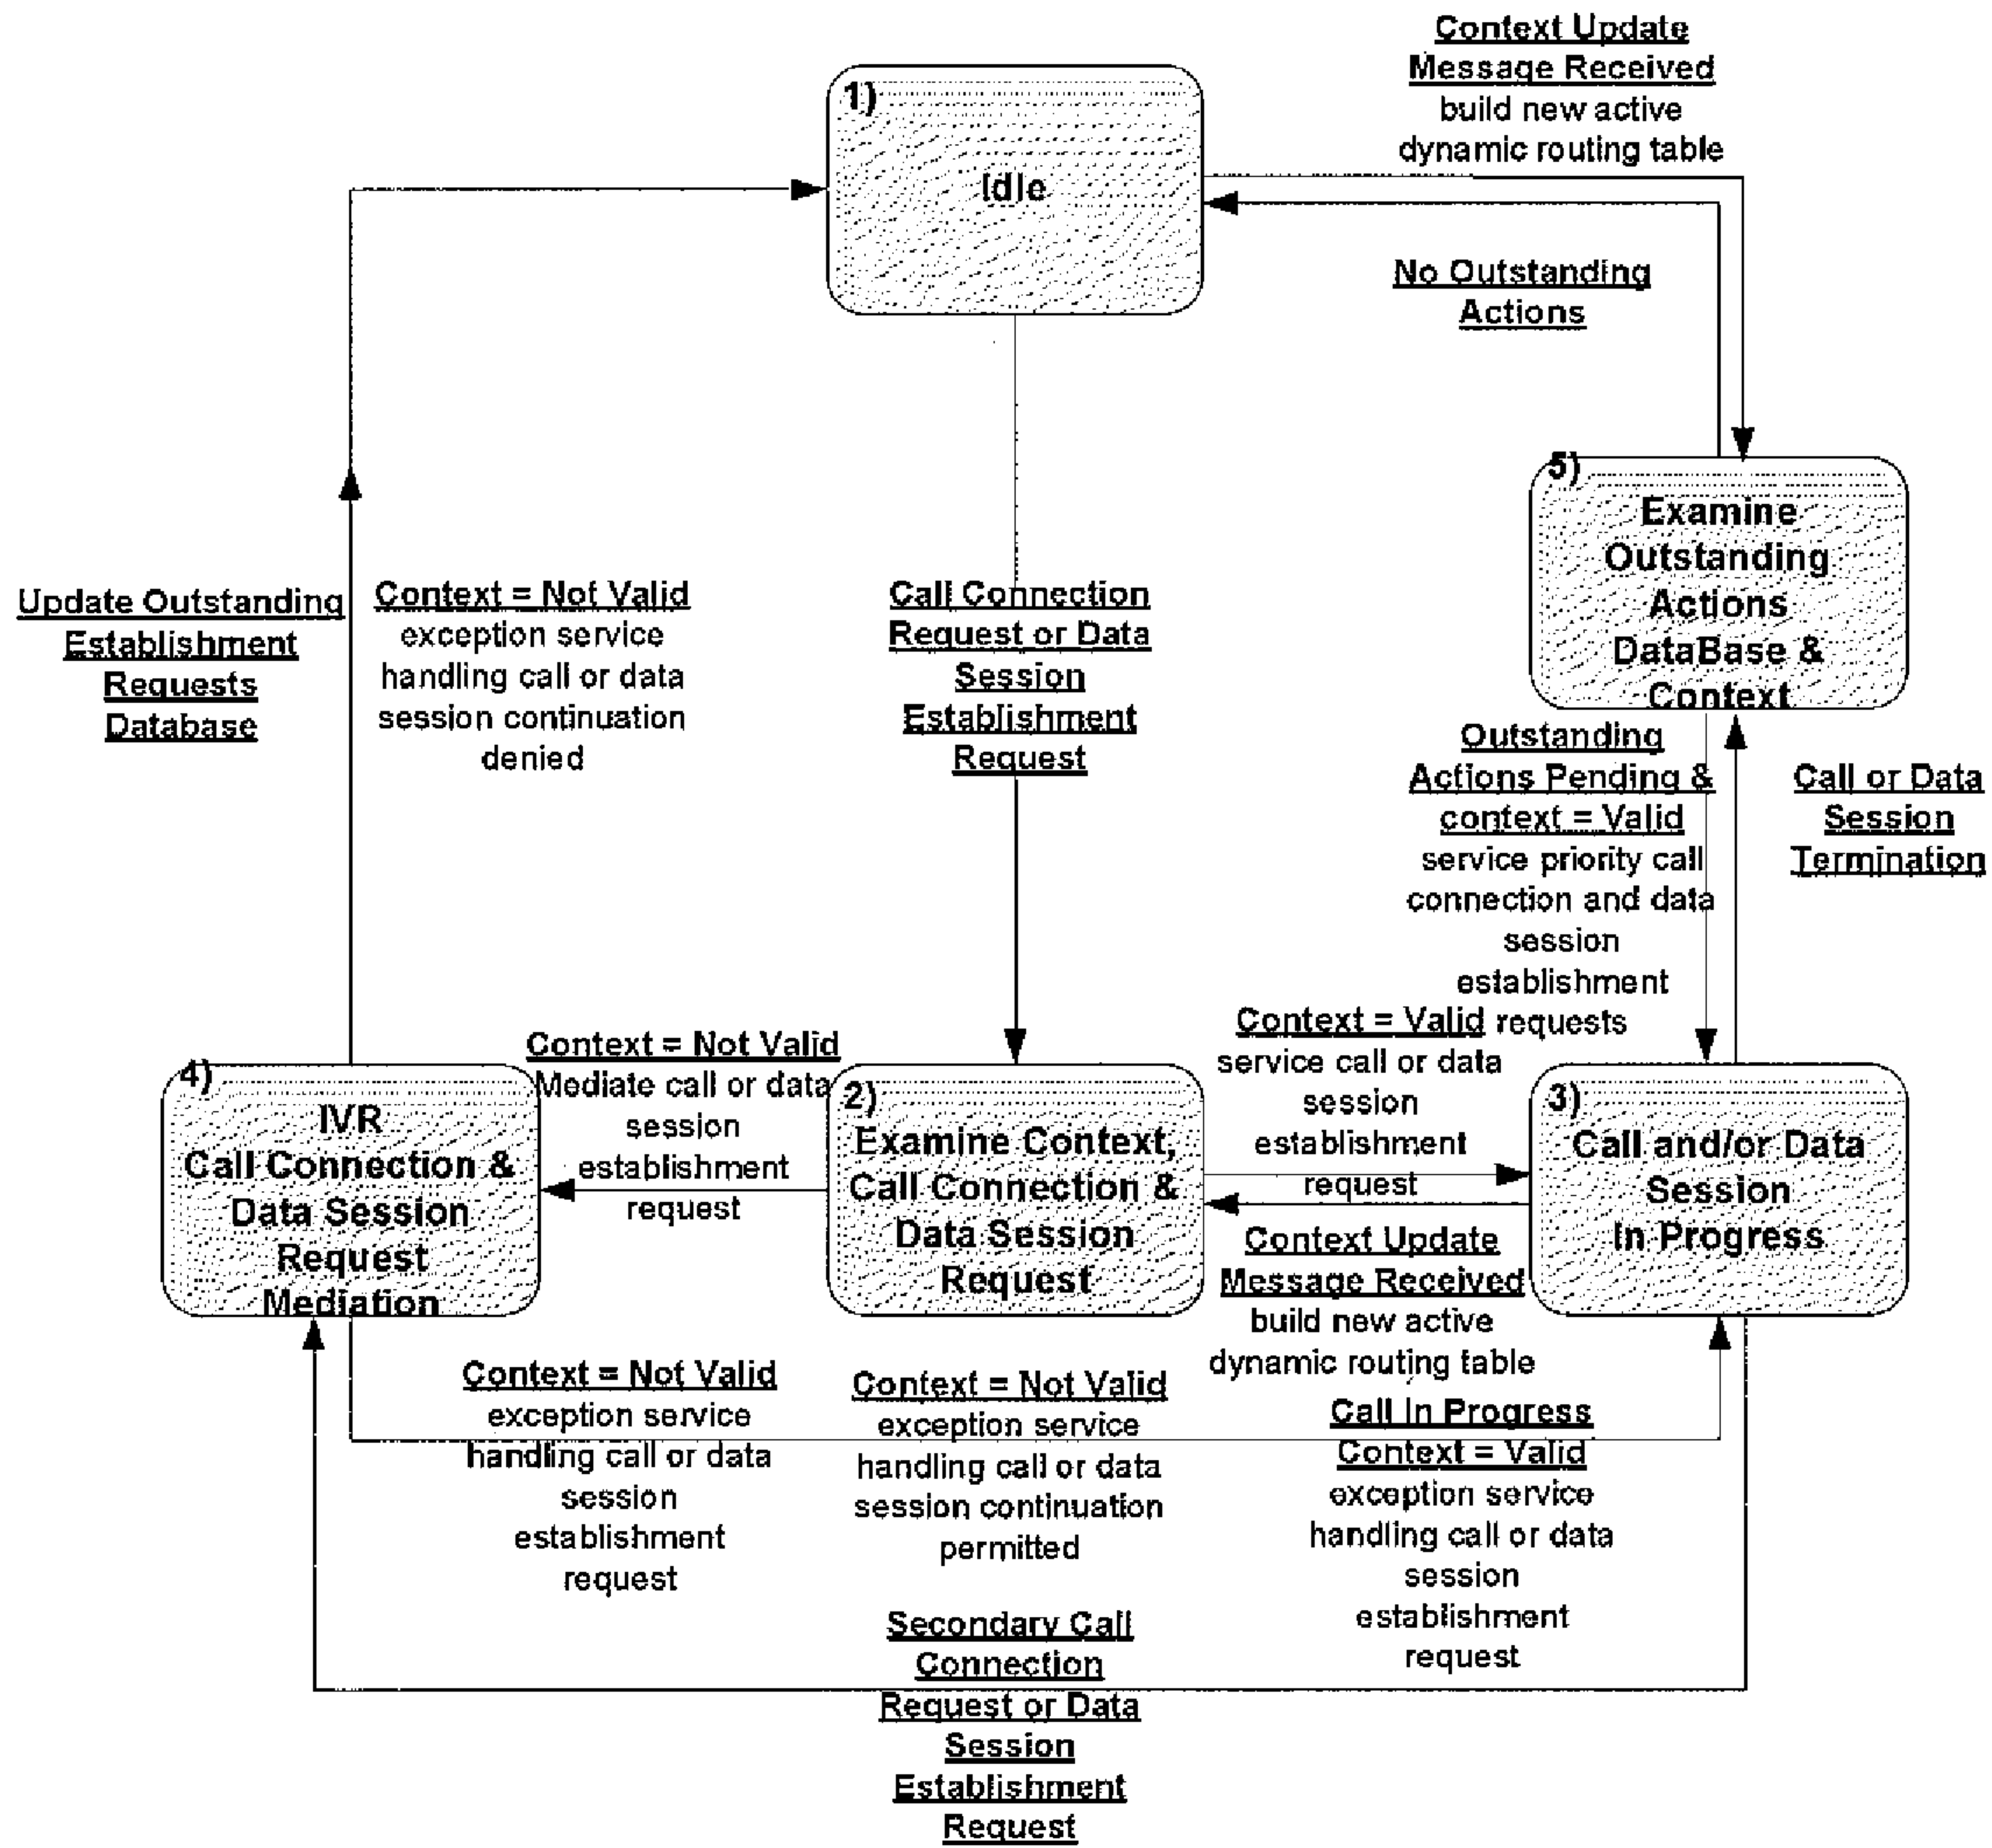 Context Update
Message Received
build new active
dynamic routing table
1)
Idle
No Outstanding
Actions
5)
Examine
Outstanding
Actions
DataBase &
Context
Update Outstanding
Establishment
Requests
Database
Context = Not Valid
exception service
handling call or data
session continuation
denied
Call Connection
Request or Data
Session
Establishment
Request
Outstanding
Actions Pending &
context = Valid
service priority call
connection and data
session
establishment
requests
Call or Data
Session
Termination
4)
IVR
Call Connection &
Data Session
Request
Mediation
Context = Not Valid
Mediate call or data
session
establishment
request
2)
Examine Context,
Call Connection &
Data Session
Request
Context = Valid
service call or data
session
establishment
request
3)
Call and/or Data
Session
In Progress
Context Update
Message Received
build new active
dynamic routing table
Context = Not Valid
exception service
handling call or data
session
establishment
request
Context = Not Valid
exception service
handling call or data
session continuation
permitted
Call In Progress
Context = Valid
exception service
handling call or data
session
establishment
request
Secondary Call
Connection
Request or Data
Session
Establishment
Request